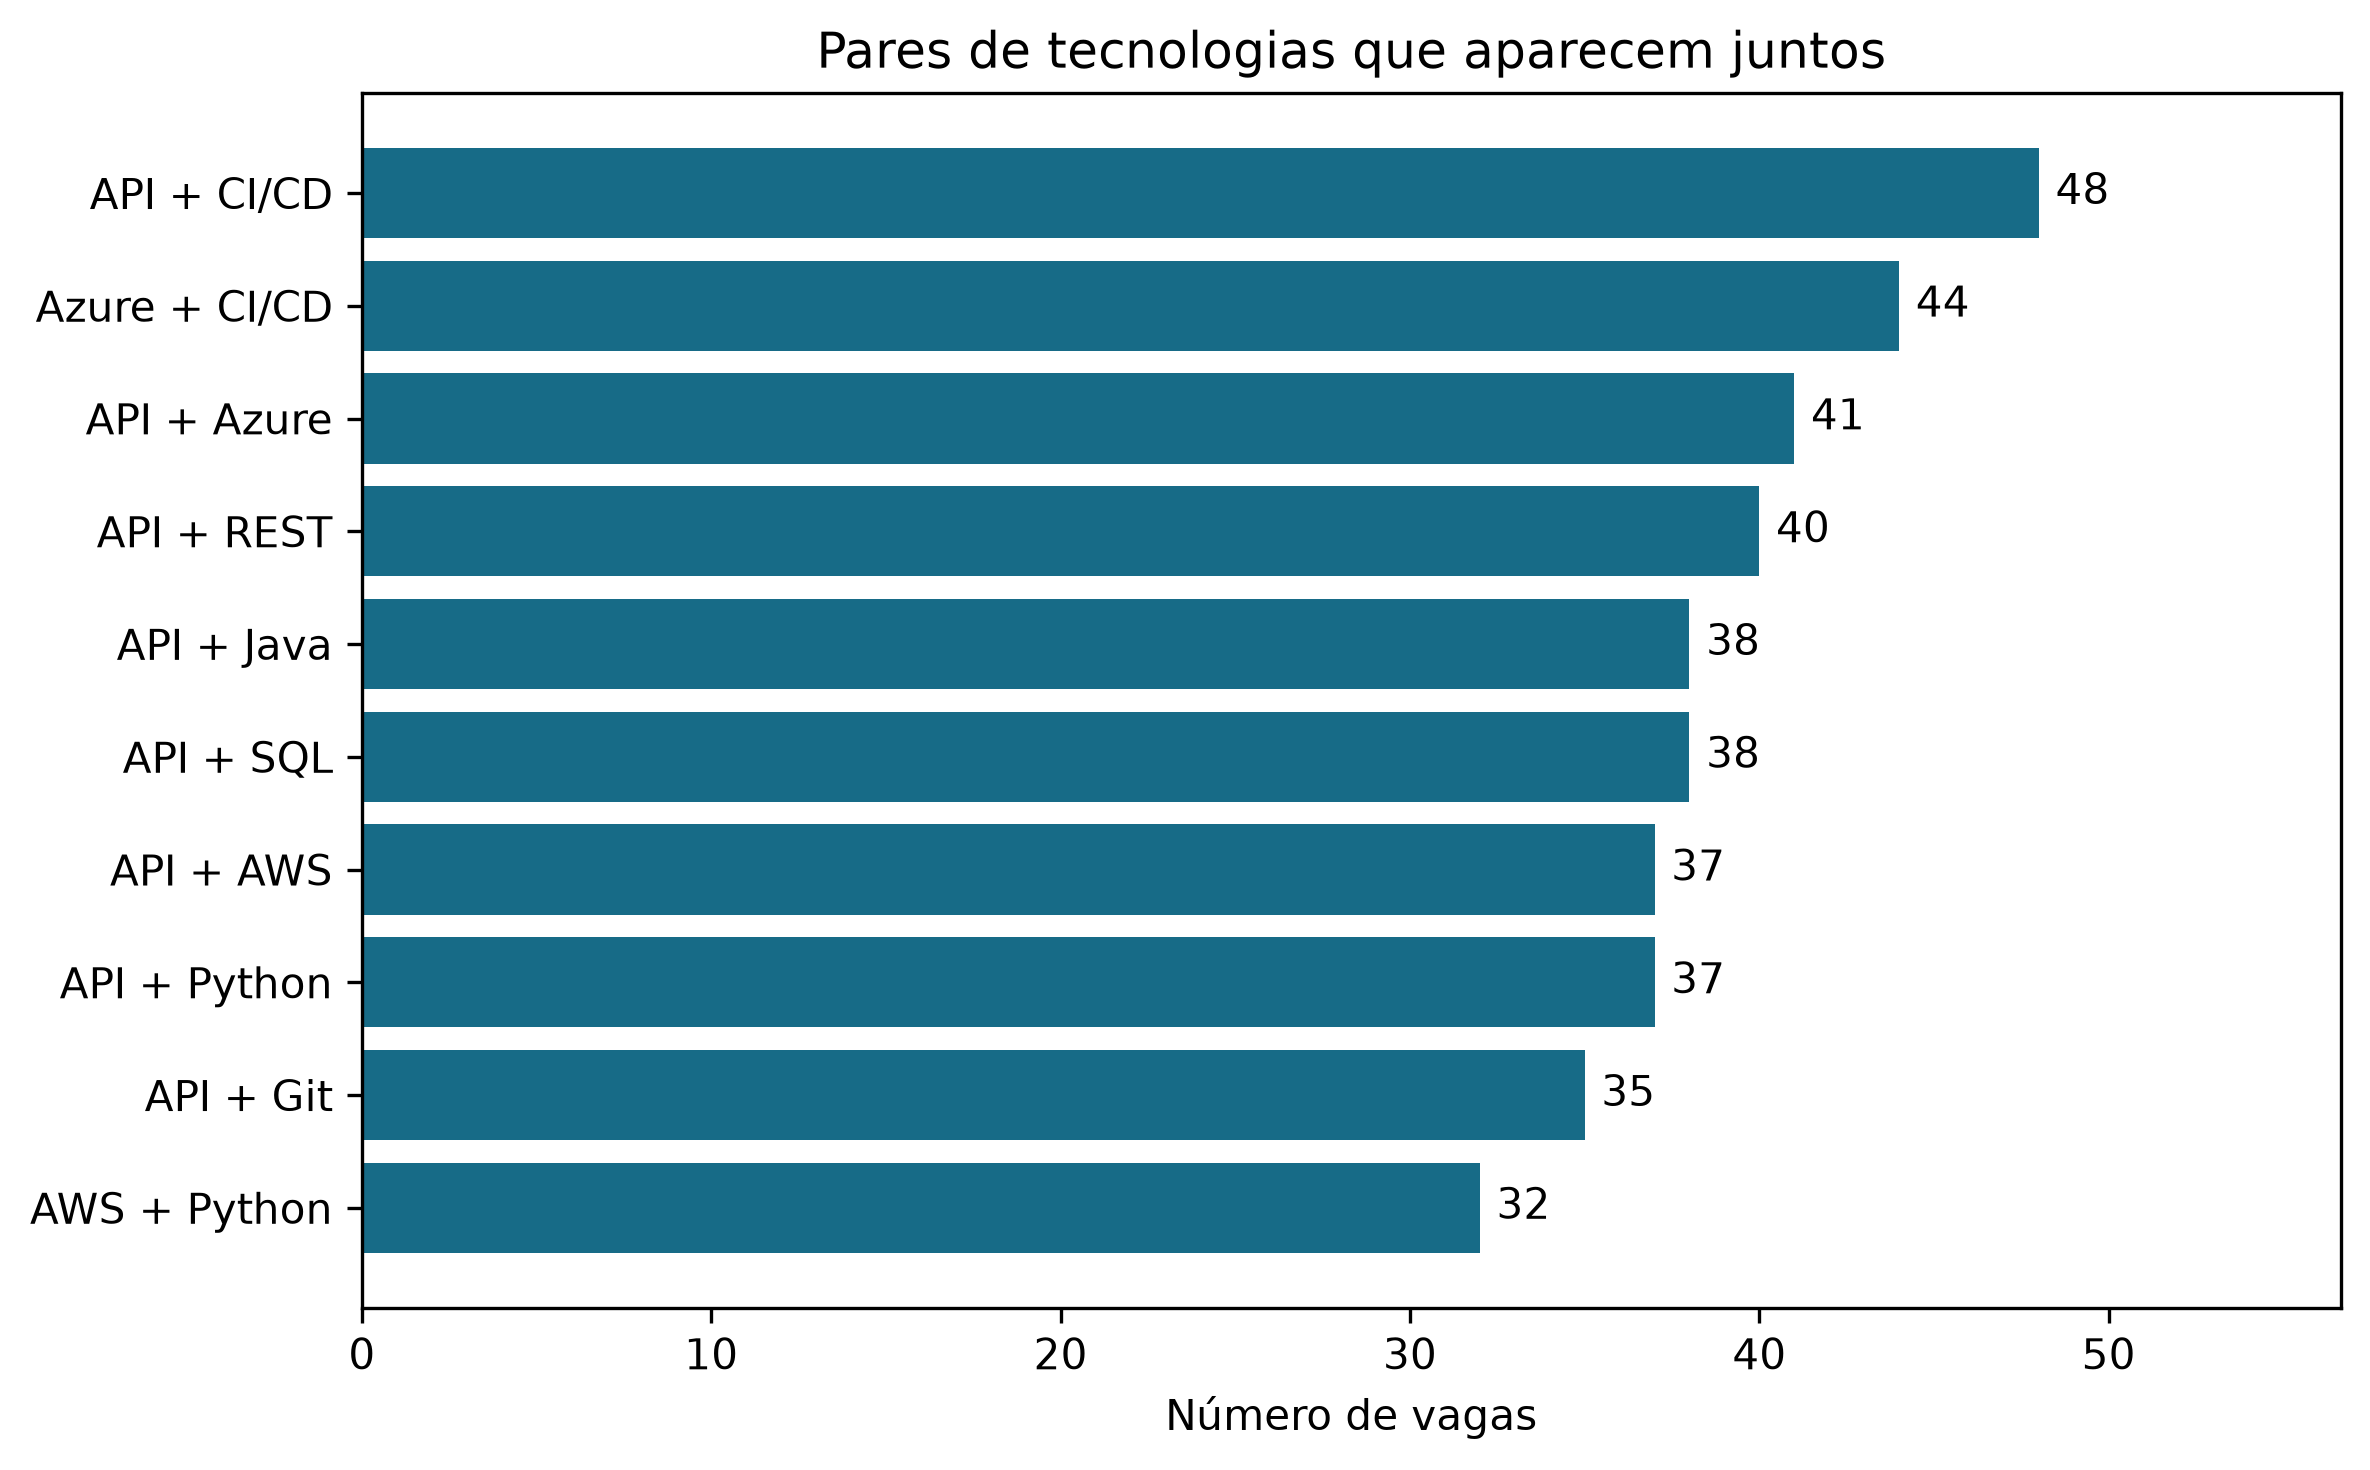 Pares de tecnologias que aparecem juntos
API + CI/CD 48
Azure + CI/CD 44
API + Azure 41
API + REST 40
API + Java 38
API + SQL 38
API + AWS 37
API + Python 37
API + Git 35
AWS + Python 32
0 10 20 30 40 50
Número de vagas